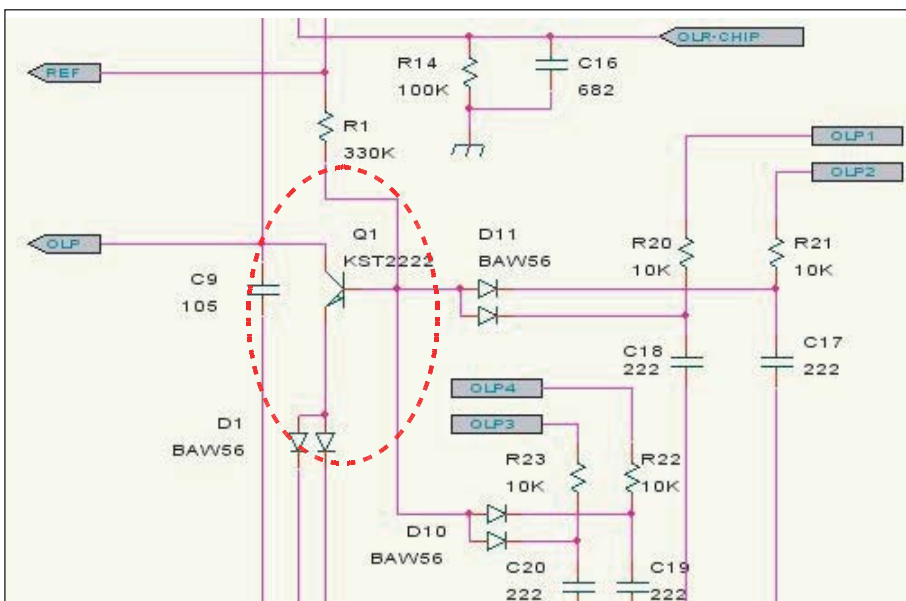 OLR-CHIP
REF
R14
100K
C16
682
R1
330K
OLP1
OLP2
OLP
Q1
KST2222
D11
BAW56
R20
10K
R21
10K
C9
105
C18
222
C17
222
OLP4
OLP3
D1
BAW56
R23
10K
R22
10K
D10
BAW56
C20
222
C19
222